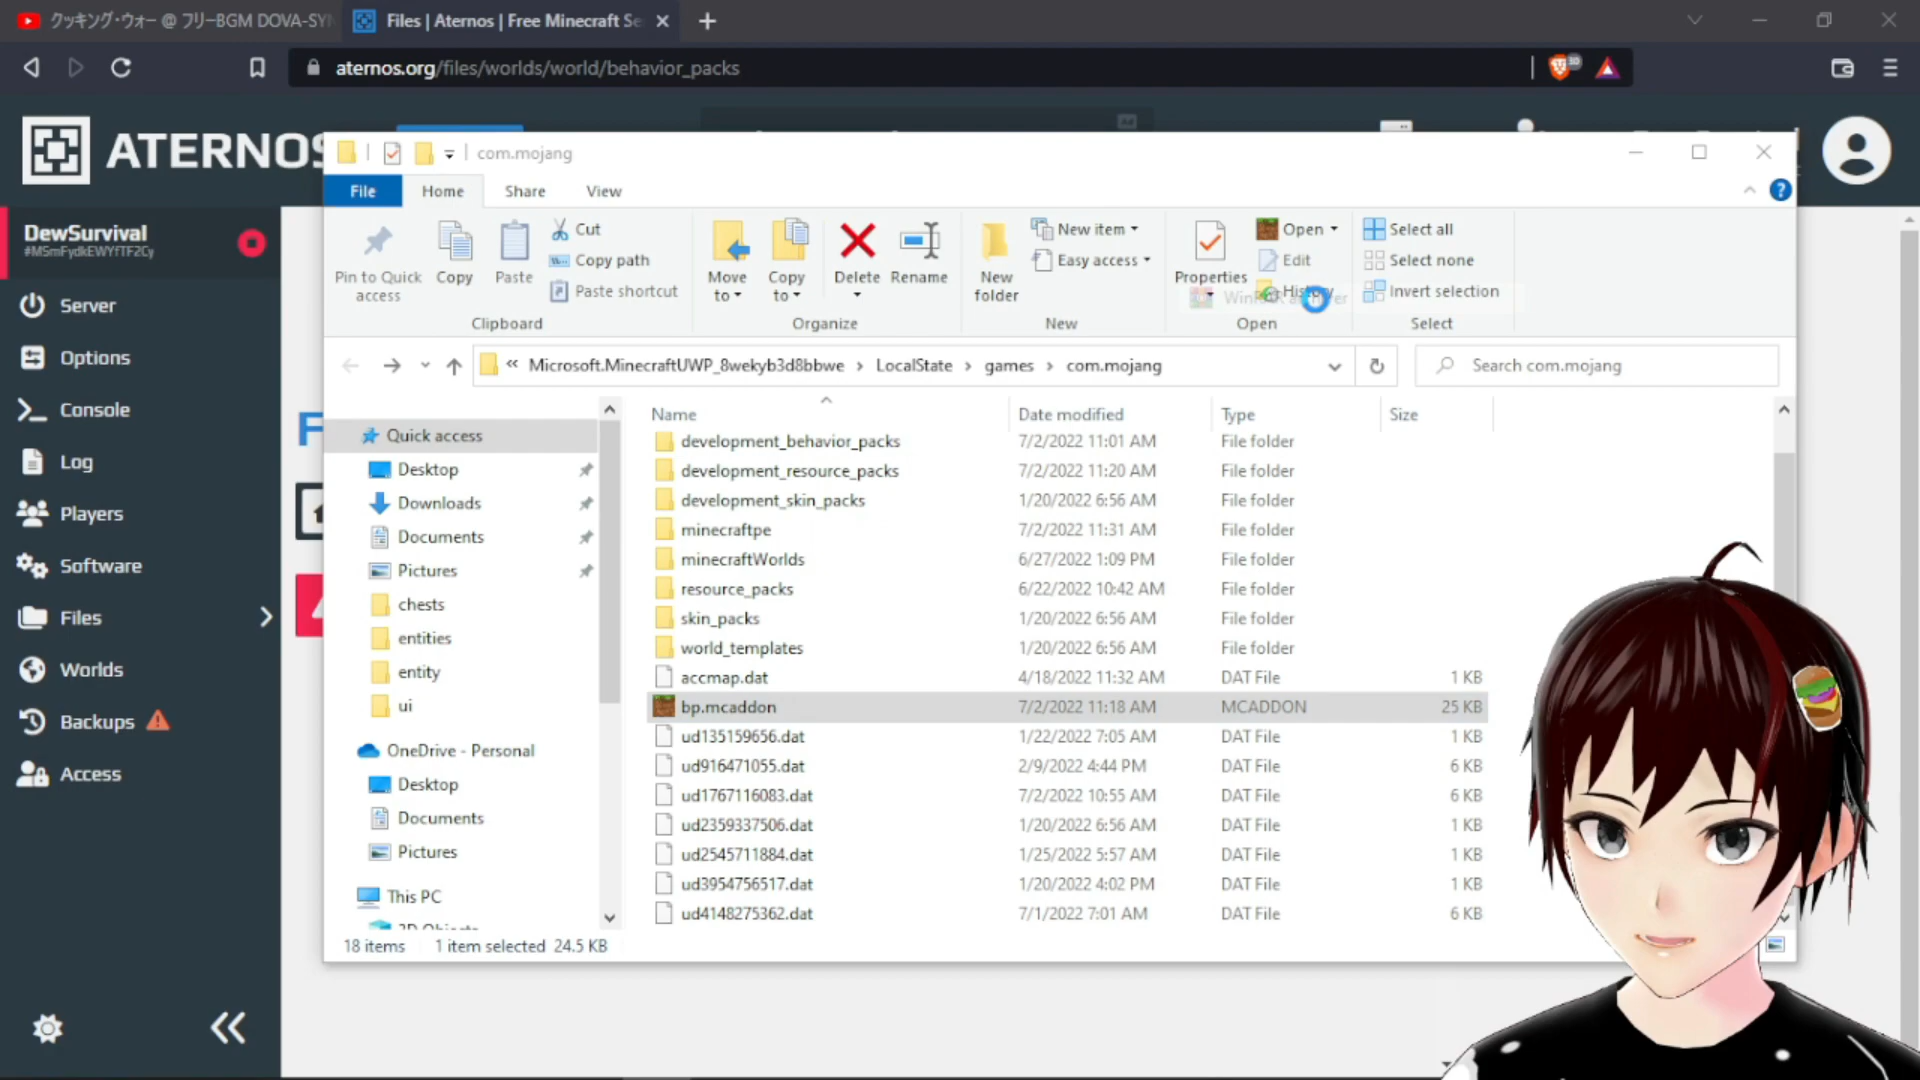 クッキング・ウォー @ フリーBGM DOVA-SYN
Files | Aternos | Free Minecraft Se
aternos.org/files/worlds/world/behavior_packs
ATERNOS
DewSurvival
#MSmFydkEWYfTF2Cy
Server
Options
Console
Log
Players
Software
Files
Worlds
Backups
Access
com.mojang
File
Home
Share
View
Pin to Quick access
Copy
Paste
Cut
Copy path
Paste shortcut
Clipboard
Move to
Copy to
Delete
Rename
Organize
New folder
New item
Easy access
New
Properties
Open
Edit
History
Open
Select all
Select none
Invert selection
Select
« Microsoft.MinecraftUWP_8wekyb3d8bbwe › LocalState › games › com.mojang
Search com.mojang
Name Date modified Type Size
development_behavior_packs 7/2/2022 11:01 AM File folder
development_resource_packs 7/2/2022 11:20 AM File folder
development_skin_packs 1/20/2022 6:56 AM File folder
minecraftpe 7/2/2022 11:31 AM File folder
minecraftWorlds 6/27/2022 1:09 PM File folder
resource_packs 6/22/2022 10:42 AM File folder
skin_packs 1/20/2022 6:56 AM File folder
world_templates 1/20/2022 6:56 AM File folder
accmap.dat 4/18/2022 11:32 AM DAT File 1 KB
bp.mcaddon 7/2/2022 11:18 AM MCADDON 25 KB
ud135159656.dat 1/22/2022 7:05 AM DAT File 1 KB
ud916471055.dat 2/9/2022 4:44 PM DAT File 6 KB
ud1767116083.dat 7/2/2022 10:55 AM DAT File 6 KB
ud2359337506.dat 1/20/2022 6:56 AM DAT File 1 KB
ud2545711884.dat 1/25/2022 5:57 AM DAT File 1 KB
ud3954756517.dat 1/20/2022 4:02 PM DAT File 1 KB
ud4148275362.dat 7/1/2022 7:01 AM DAT File 6 KB
Quick access
Desktop
Downloads
Documents
Pictures
chests
entities
entity
ui
OneDrive - Personal
Desktop
Documents
Pictures
This PC
3D Objects
18 items 1 item selected 24.5 KB